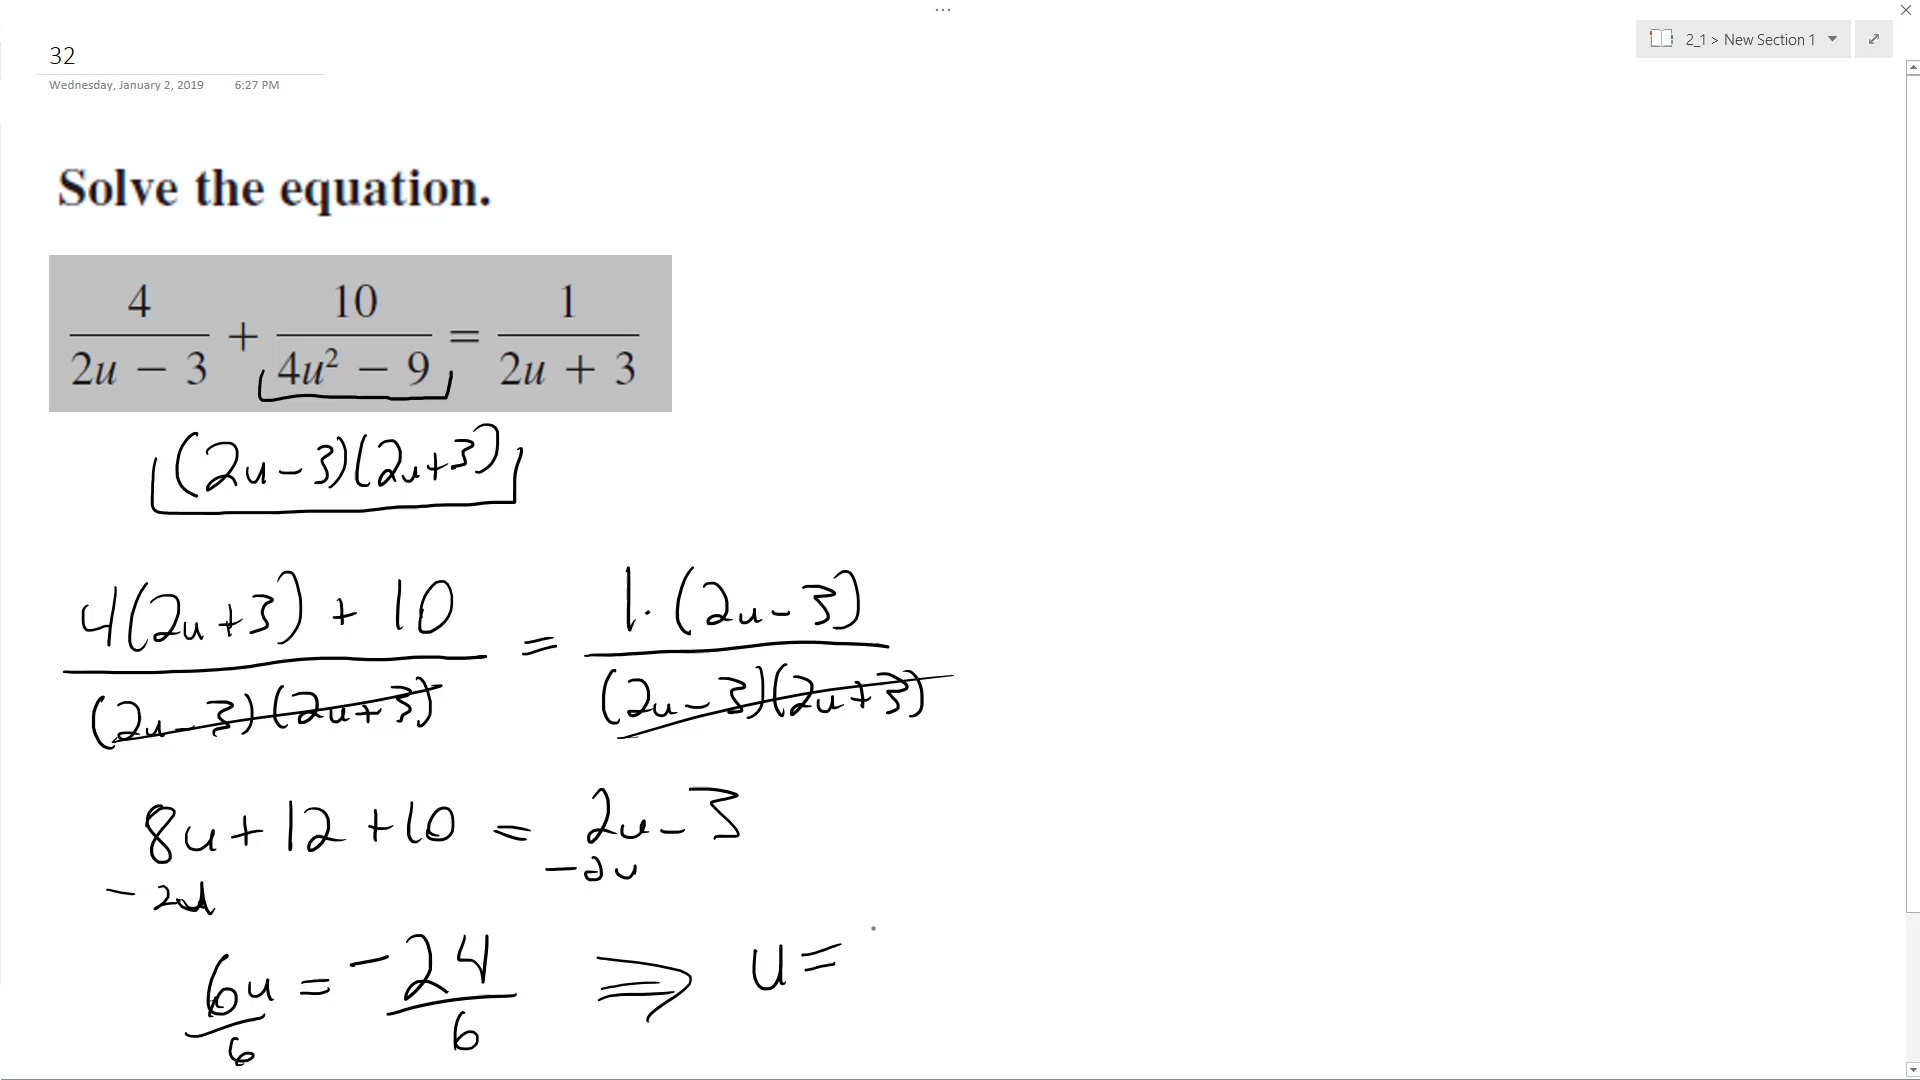 2_1 > New Section 1
32
Wednesday, January 2, 2019 6:27 PM
Solve the equation.
4/(2u − 3) + 10/(4u² − 9) = 1/(2u + 3)
(2u-3)(2u+3)
(4(2u+3) + 10)/((2u-3)(2u+3)) = (1·(2u-3))/((2u-3)(2u+3))
8u+12+10 = 2u-3
-2u -2u
6u/6 = -24/6 ⇒ u=